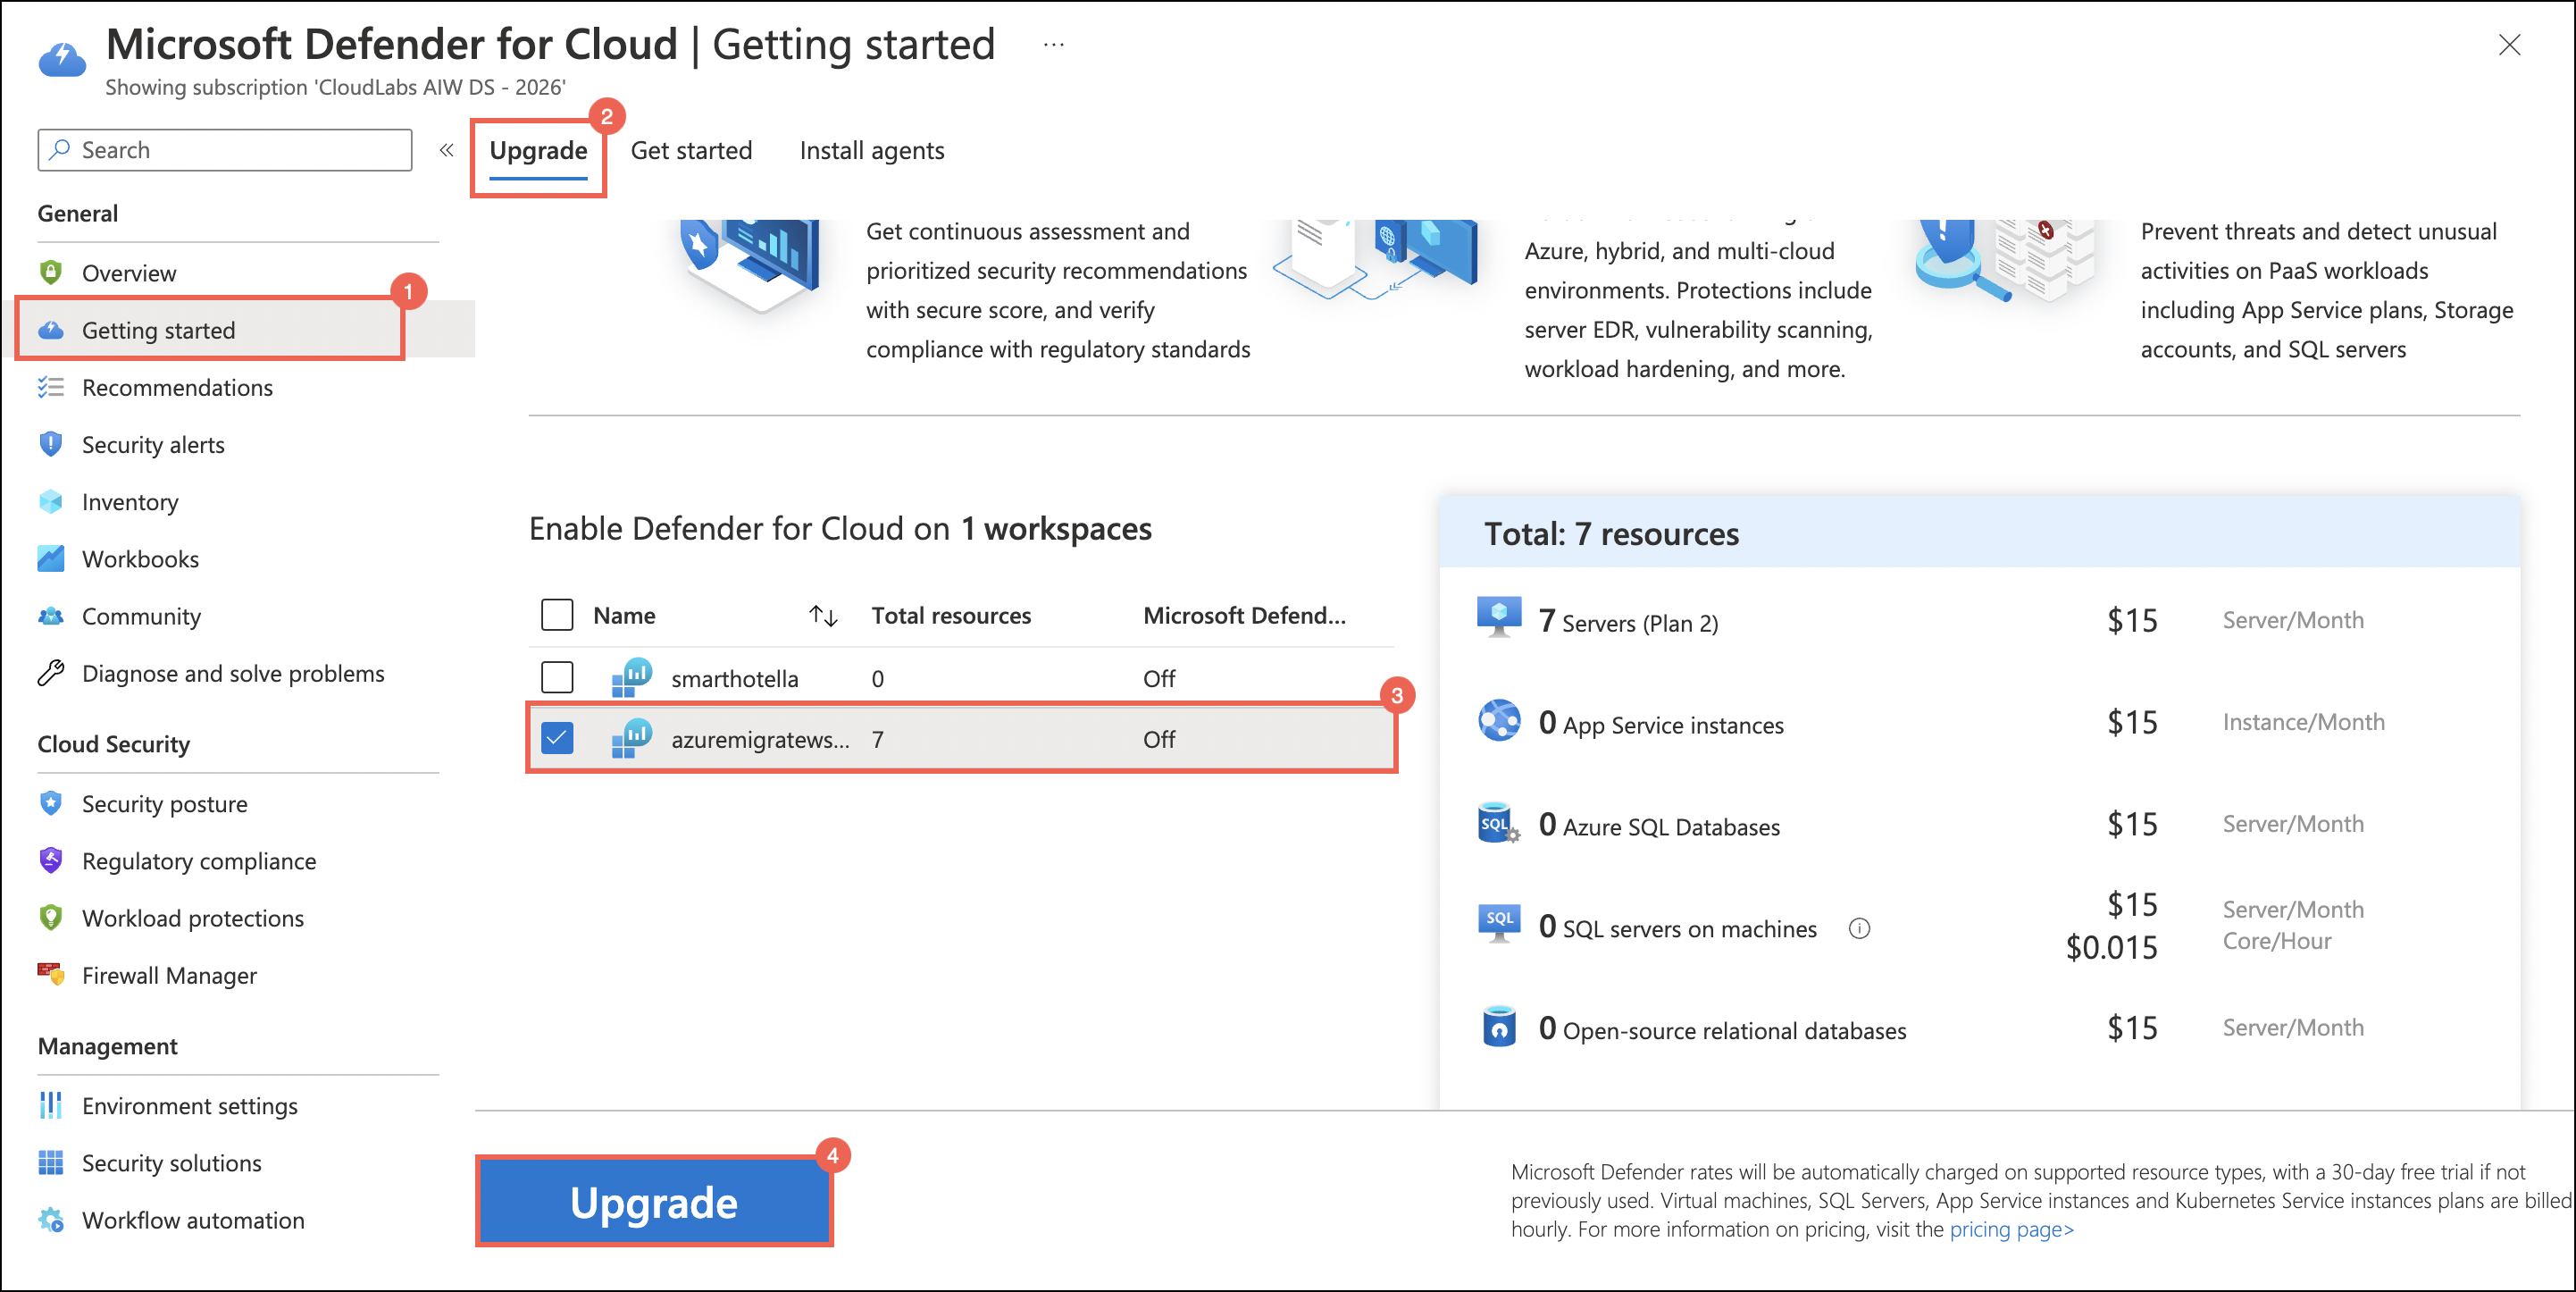 Microsoft Defender for Cloud | Getting started ...
Showing subscription 'CloudLabs AIW DS - 2026'
Search
«
2
Upgrade
Get started
Install agents
General
Overview
1
Getting started
Recommendations
Security alerts
Inventory
Workbooks
Community
Diagnose and solve problems
Cloud Security
Security posture
Regulatory compliance
Workload protections
Firewall Manager
Management
Environment settings
Security solutions
Workflow automation
Get continuous assessment and
prioritized security recommendations
with secure score, and verify
compliance with regulatory standards
Azure, hybrid, and multi-cloud
environments. Protections include
server EDR, vulnerability scanning,
workload hardening, and more.
Prevent threats and detect unusual
activities on PaaS workloads
including App Service plans, Storage
accounts, and SQL servers
Enable Defender for Cloud on 1 workspaces
Name ↑↓ Total resources Microsoft Defend...
smarthotella 0 Off
3
azuremigratews... 7 Off
Total: 7 resources
7 Servers (Plan 2) $15 Server/Month
0 App Service instances $15 Instance/Month
SQL 0 Azure SQL Databases $15 Server/Month
SQL 0 SQL servers on machines $15 Server/Month
$0.015 Core/Hour
0 Open-source relational databases $15 Server/Month
4
Upgrade
Microsoft Defender rates will be automatically charged on supported resource types, with a 30-day free trial if not
previously used. Virtual machines, SQL Servers, App Service instances and Kubernetes Service instances plans are billed
hourly. For more information on pricing, visit the pricing page>